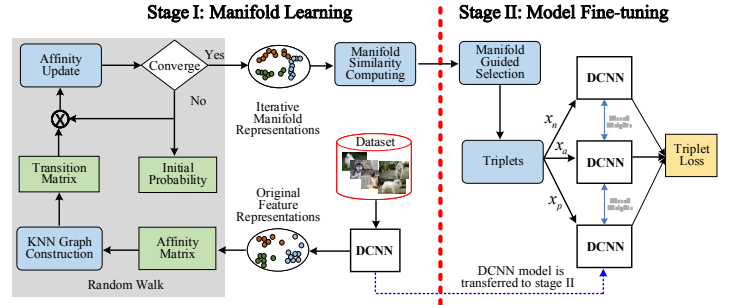 Stage I: Manifold Learning
Stage II: Model Fine-tuning
Affinity
Update
Converge
Yes
No
Iterative
Manifold
Representations
Manifold
Similarity
Computing
Manifold
Guided
Selection
Transition
Matrix
Initial
Probability
Dataset
Original
Feature
Representations
KNN Graph
Construction
Affinity
Matrix
DCNN
Random Walk
Triplets
x_n
x_a
x_p
DCNN
DCNN
DCNN
Triplet
Loss
DCNN model is
transferred to stage II